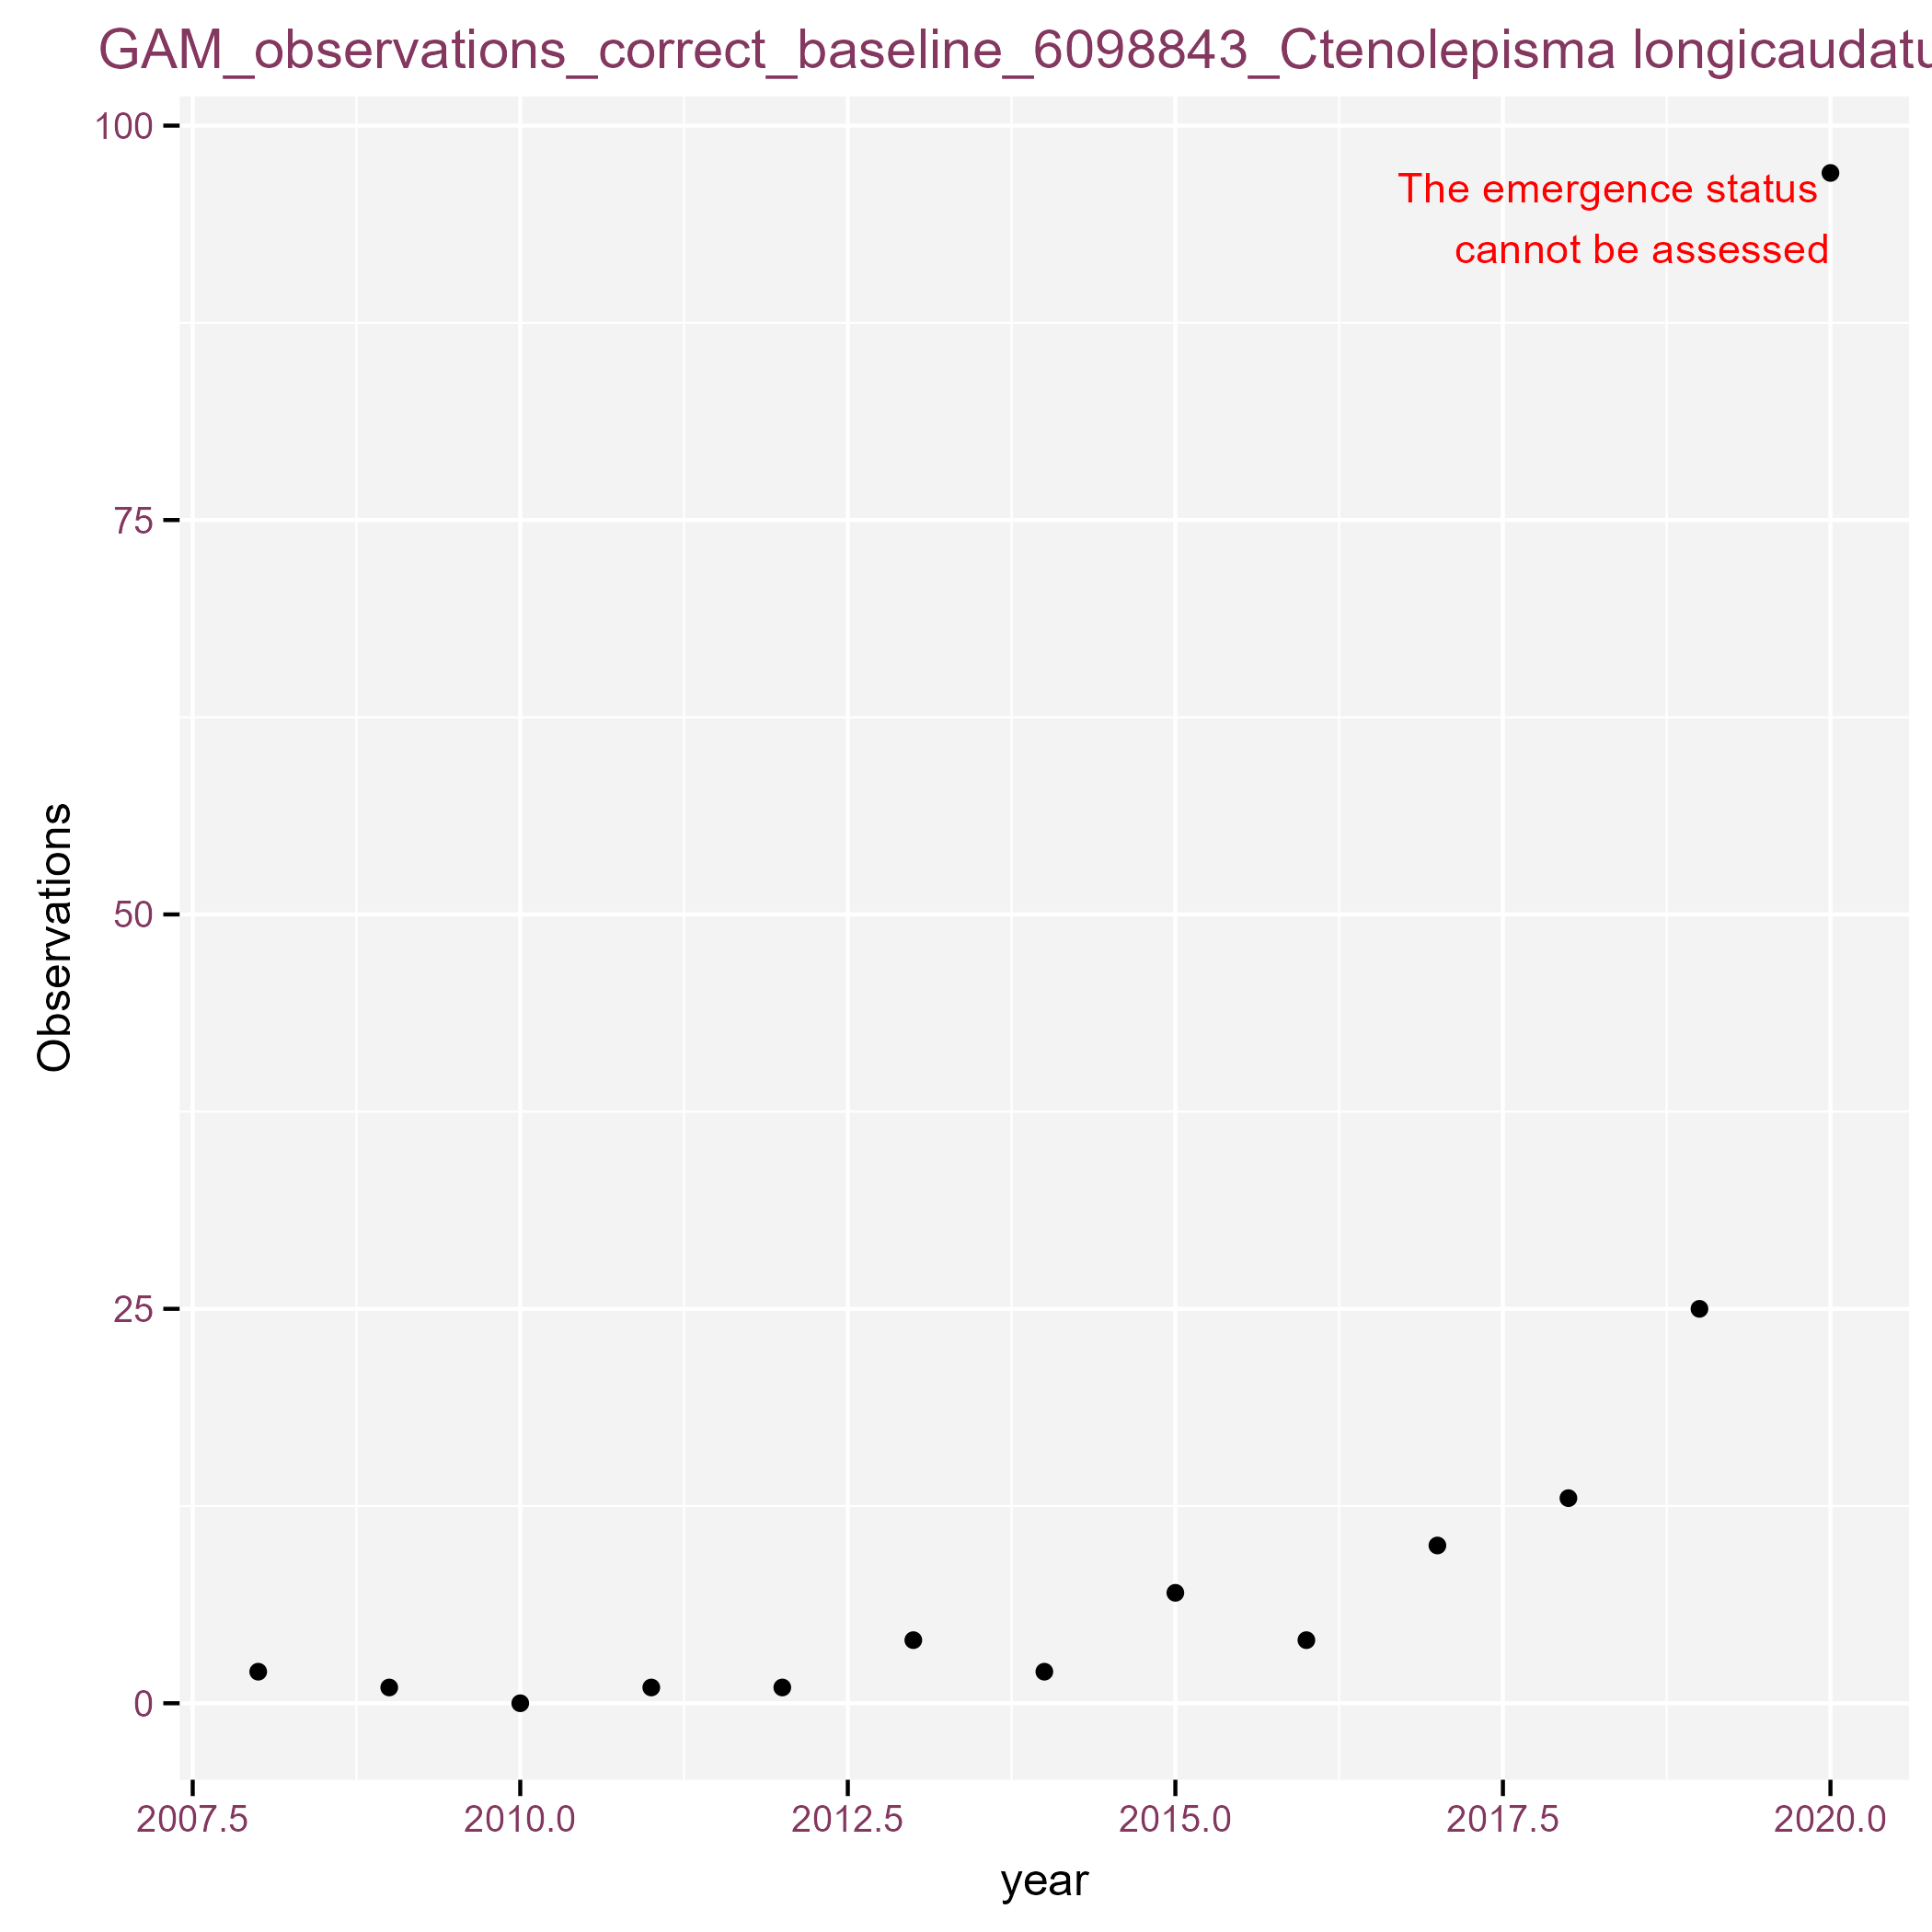 GAM_observations_correct_baseline_6098843_Ctenolepisma longicaudatu
100
The emergence status
cannot be assessed
75
50
25
0
Observations
2007.5 2010.0 2012.5 2015.0 2017.5 2020.0
year